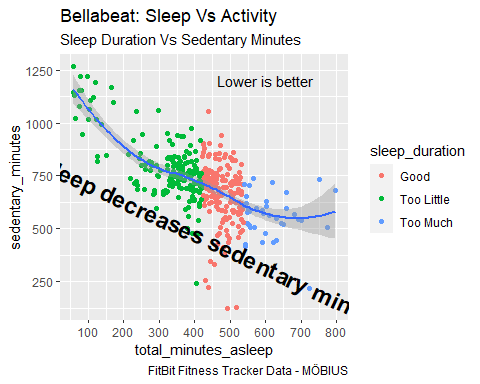 Bellabeat: Sleep Vs Activity
Sleep Duration Vs Sedentary Minutes
Lower is better
1250
1000
750
500
250
sedentary_minutes
eep decreases sedentary min
100 200 300 400 500 600 700 800
total_minutes_asleep
sleep_duration
Good
Too Little
Too Much
FitBit Fitness Tracker Data - MÖBIUS